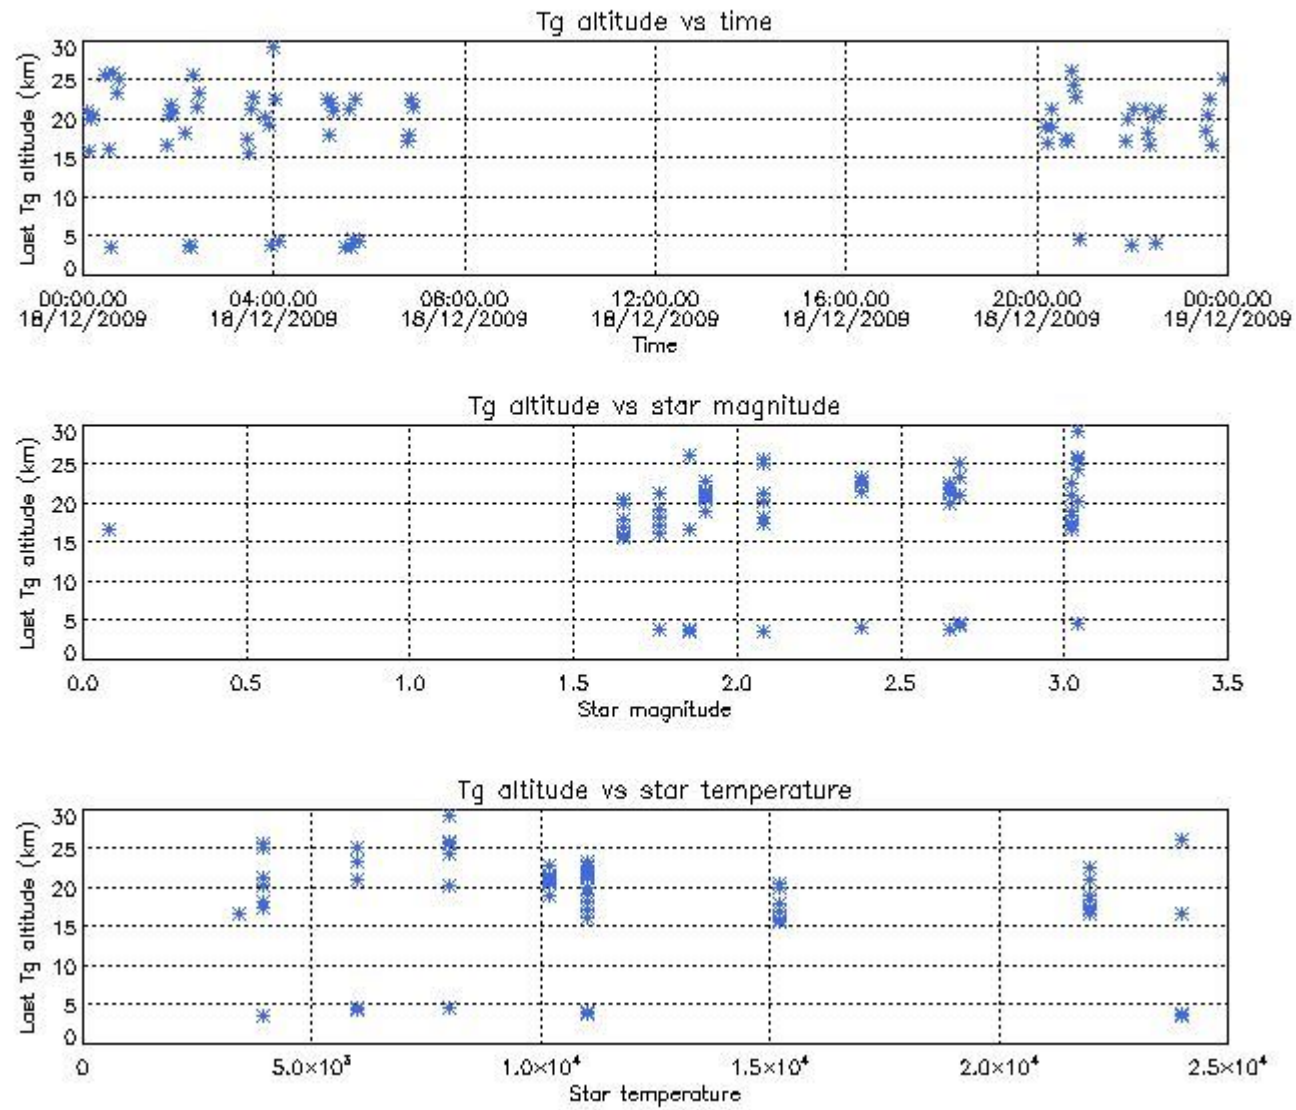 Tg altitude vs time
Last Tg altitude (km)
30
25
20
15
10
5
0
00:00.00 04:00.00 08:00.00 12:00.00 16:00.00 20:00.00 00:00.00
18/12/2009 18/12/2009 18/12/2009 18/12/2009 18/12/2009 18/12/2009 19/12/2009
Time
Tg altitude vs star magnitude
Last Tg altitude (km)
30
25
20
15
10
5
0
0.0 0.5 1.0 1.5 2.0 2.5 3.0 3.5
Star magnitude
Tg altitude vs star temperature
Last Tg altitude (km)
30
25
20
15
10
5
0
0 5.0×10³ 1.0×10⁴ 1.5×10⁴ 2.0×10⁴ 2.5×10⁴
Star temperature